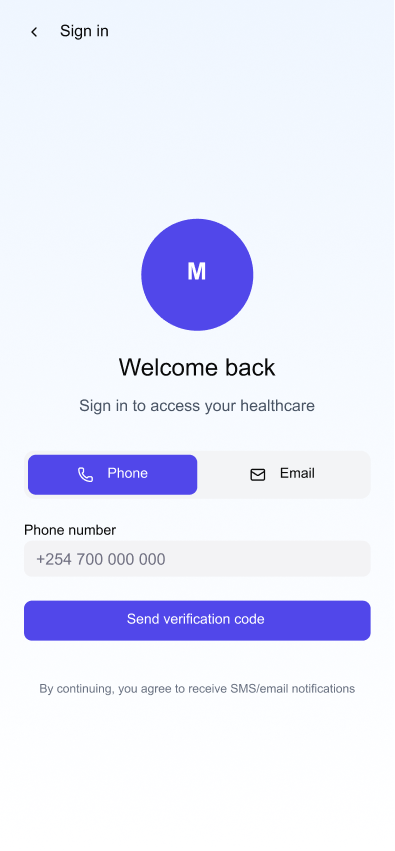 Sign in
M
Welcome back
Sign in to access your healthcare
Phone
Email
Phone number
+254 700 000 000
Send verification code
By continuing, you agree to receive SMS/email notifications